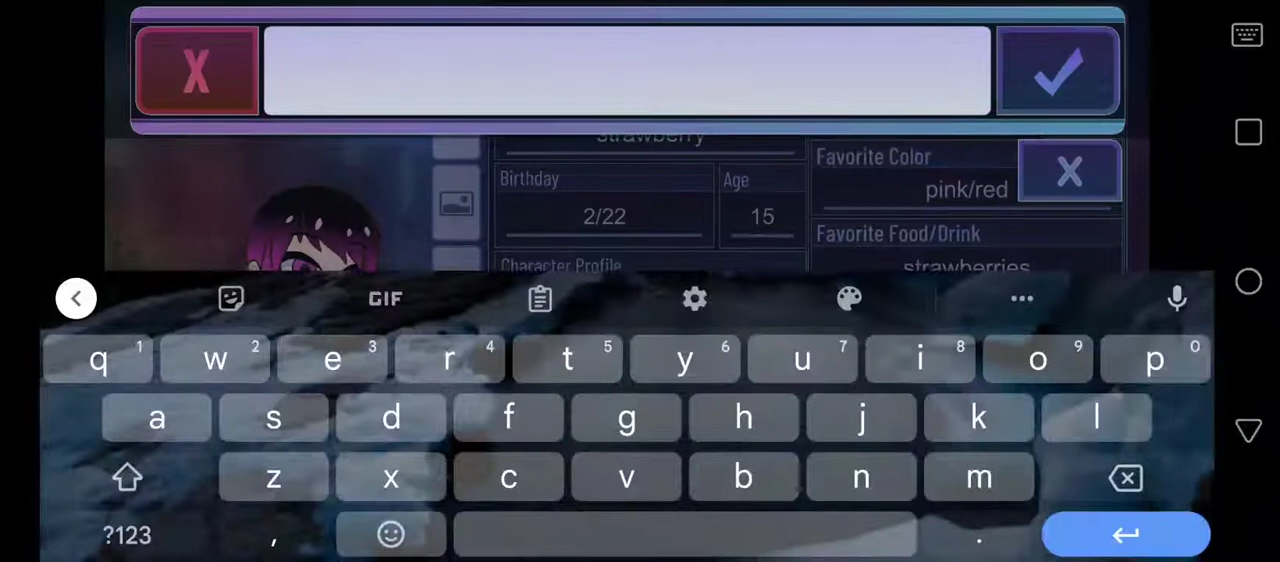 X
strawberry
Favorite Color
X
Birthday
Age
pink/red
2/22
15
Favorite Food/Drink
Character Profile
strawberries
GIF
q 1 w 2 e 3 r 4 t 5 y 6 u 7 i 8 o 9 p 0
a s d f g h j k l
z x c v b n m
?123 , .